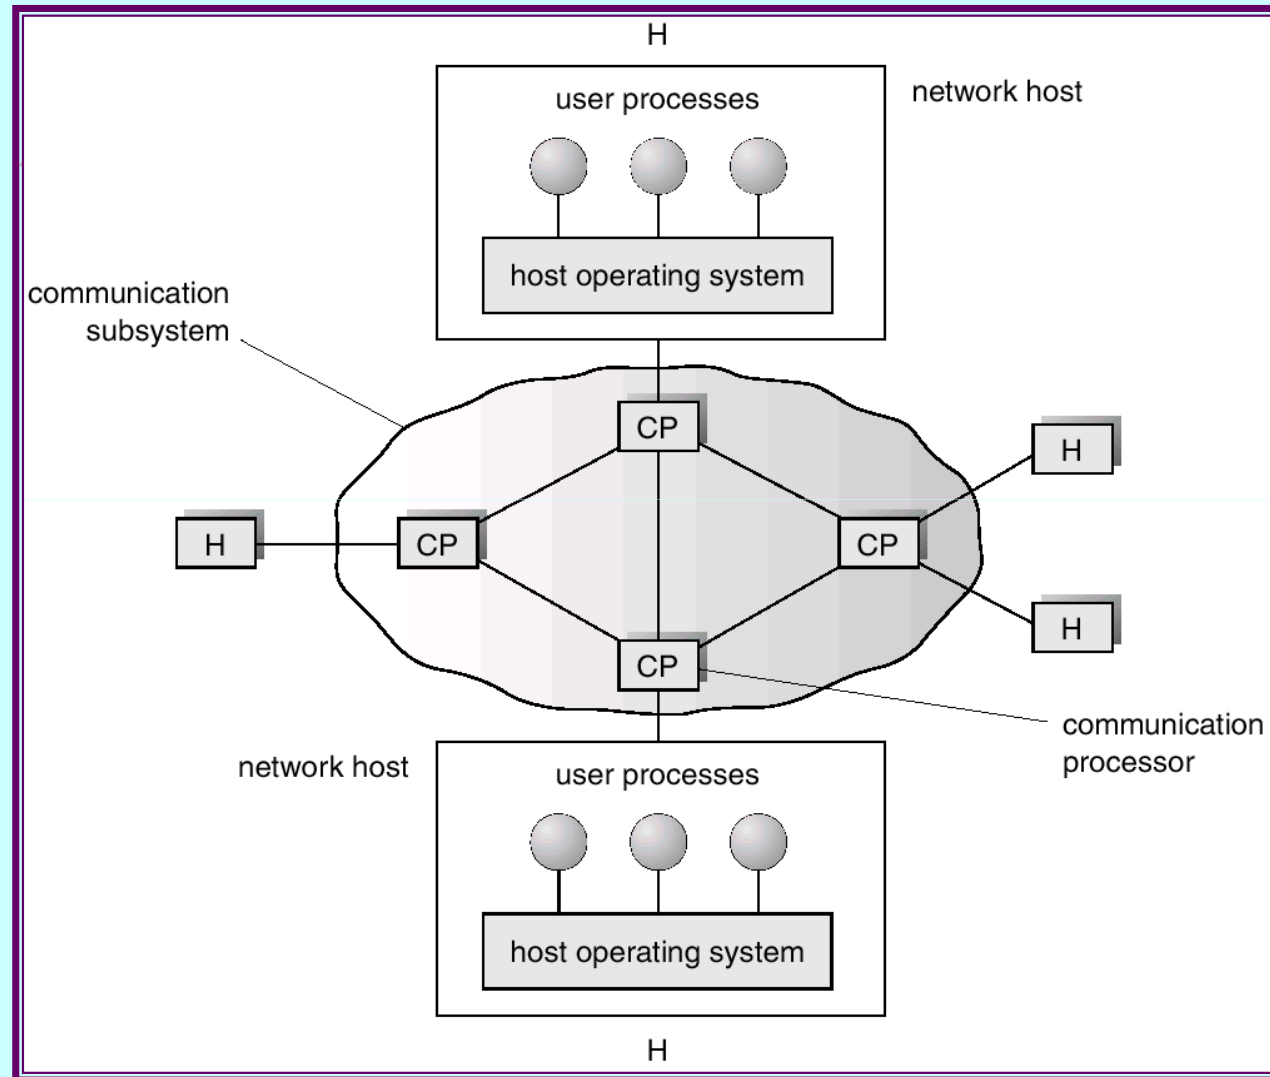 H
user processes
network host
host operating system
communication
subsystem
CP
H
H
CP
CP
H
CP
communication
processor
network host
user processes
host operating system
H